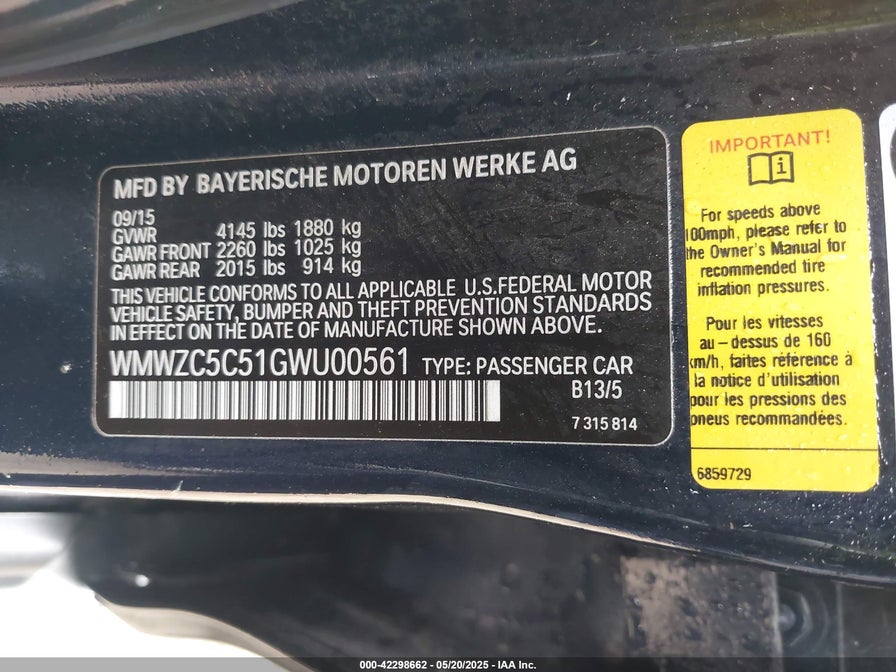 MFD BY BAYERISCHE MOTOREN WERKE AG
09/15
GVWR 4145 lbs 1880 kg
GAWR FRONT 2260 lbs 1025 kg
GAWR REAR 2015 lbs 914 kg
THIS VEHICLE CONFORMS TO ALL APPLICABLE U.S.FEDERAL MOTOR
VEHICLE SAFETY, BUMPER AND THEFT PREVENTION STANDARDS
IN EFFECT ON THE DATE OF MANUFACTURE SHOWN ABOVE.
WMWZC5C51GWU00561 TYPE: PASSENGER CAR
B13/5
7 315 814
IMPORTANT!
i
For speeds above
100mph, please refer to
the Owner's Manual for
recommended tire
inflation pressures.
Pour les vitesses
au – dessus de 160
km/h, faites référence à
la notice d'utilisation
pour les pressions des
pneus recommandées.
6859729
000-42298662 — 05/20/2025 — IAA Inc.